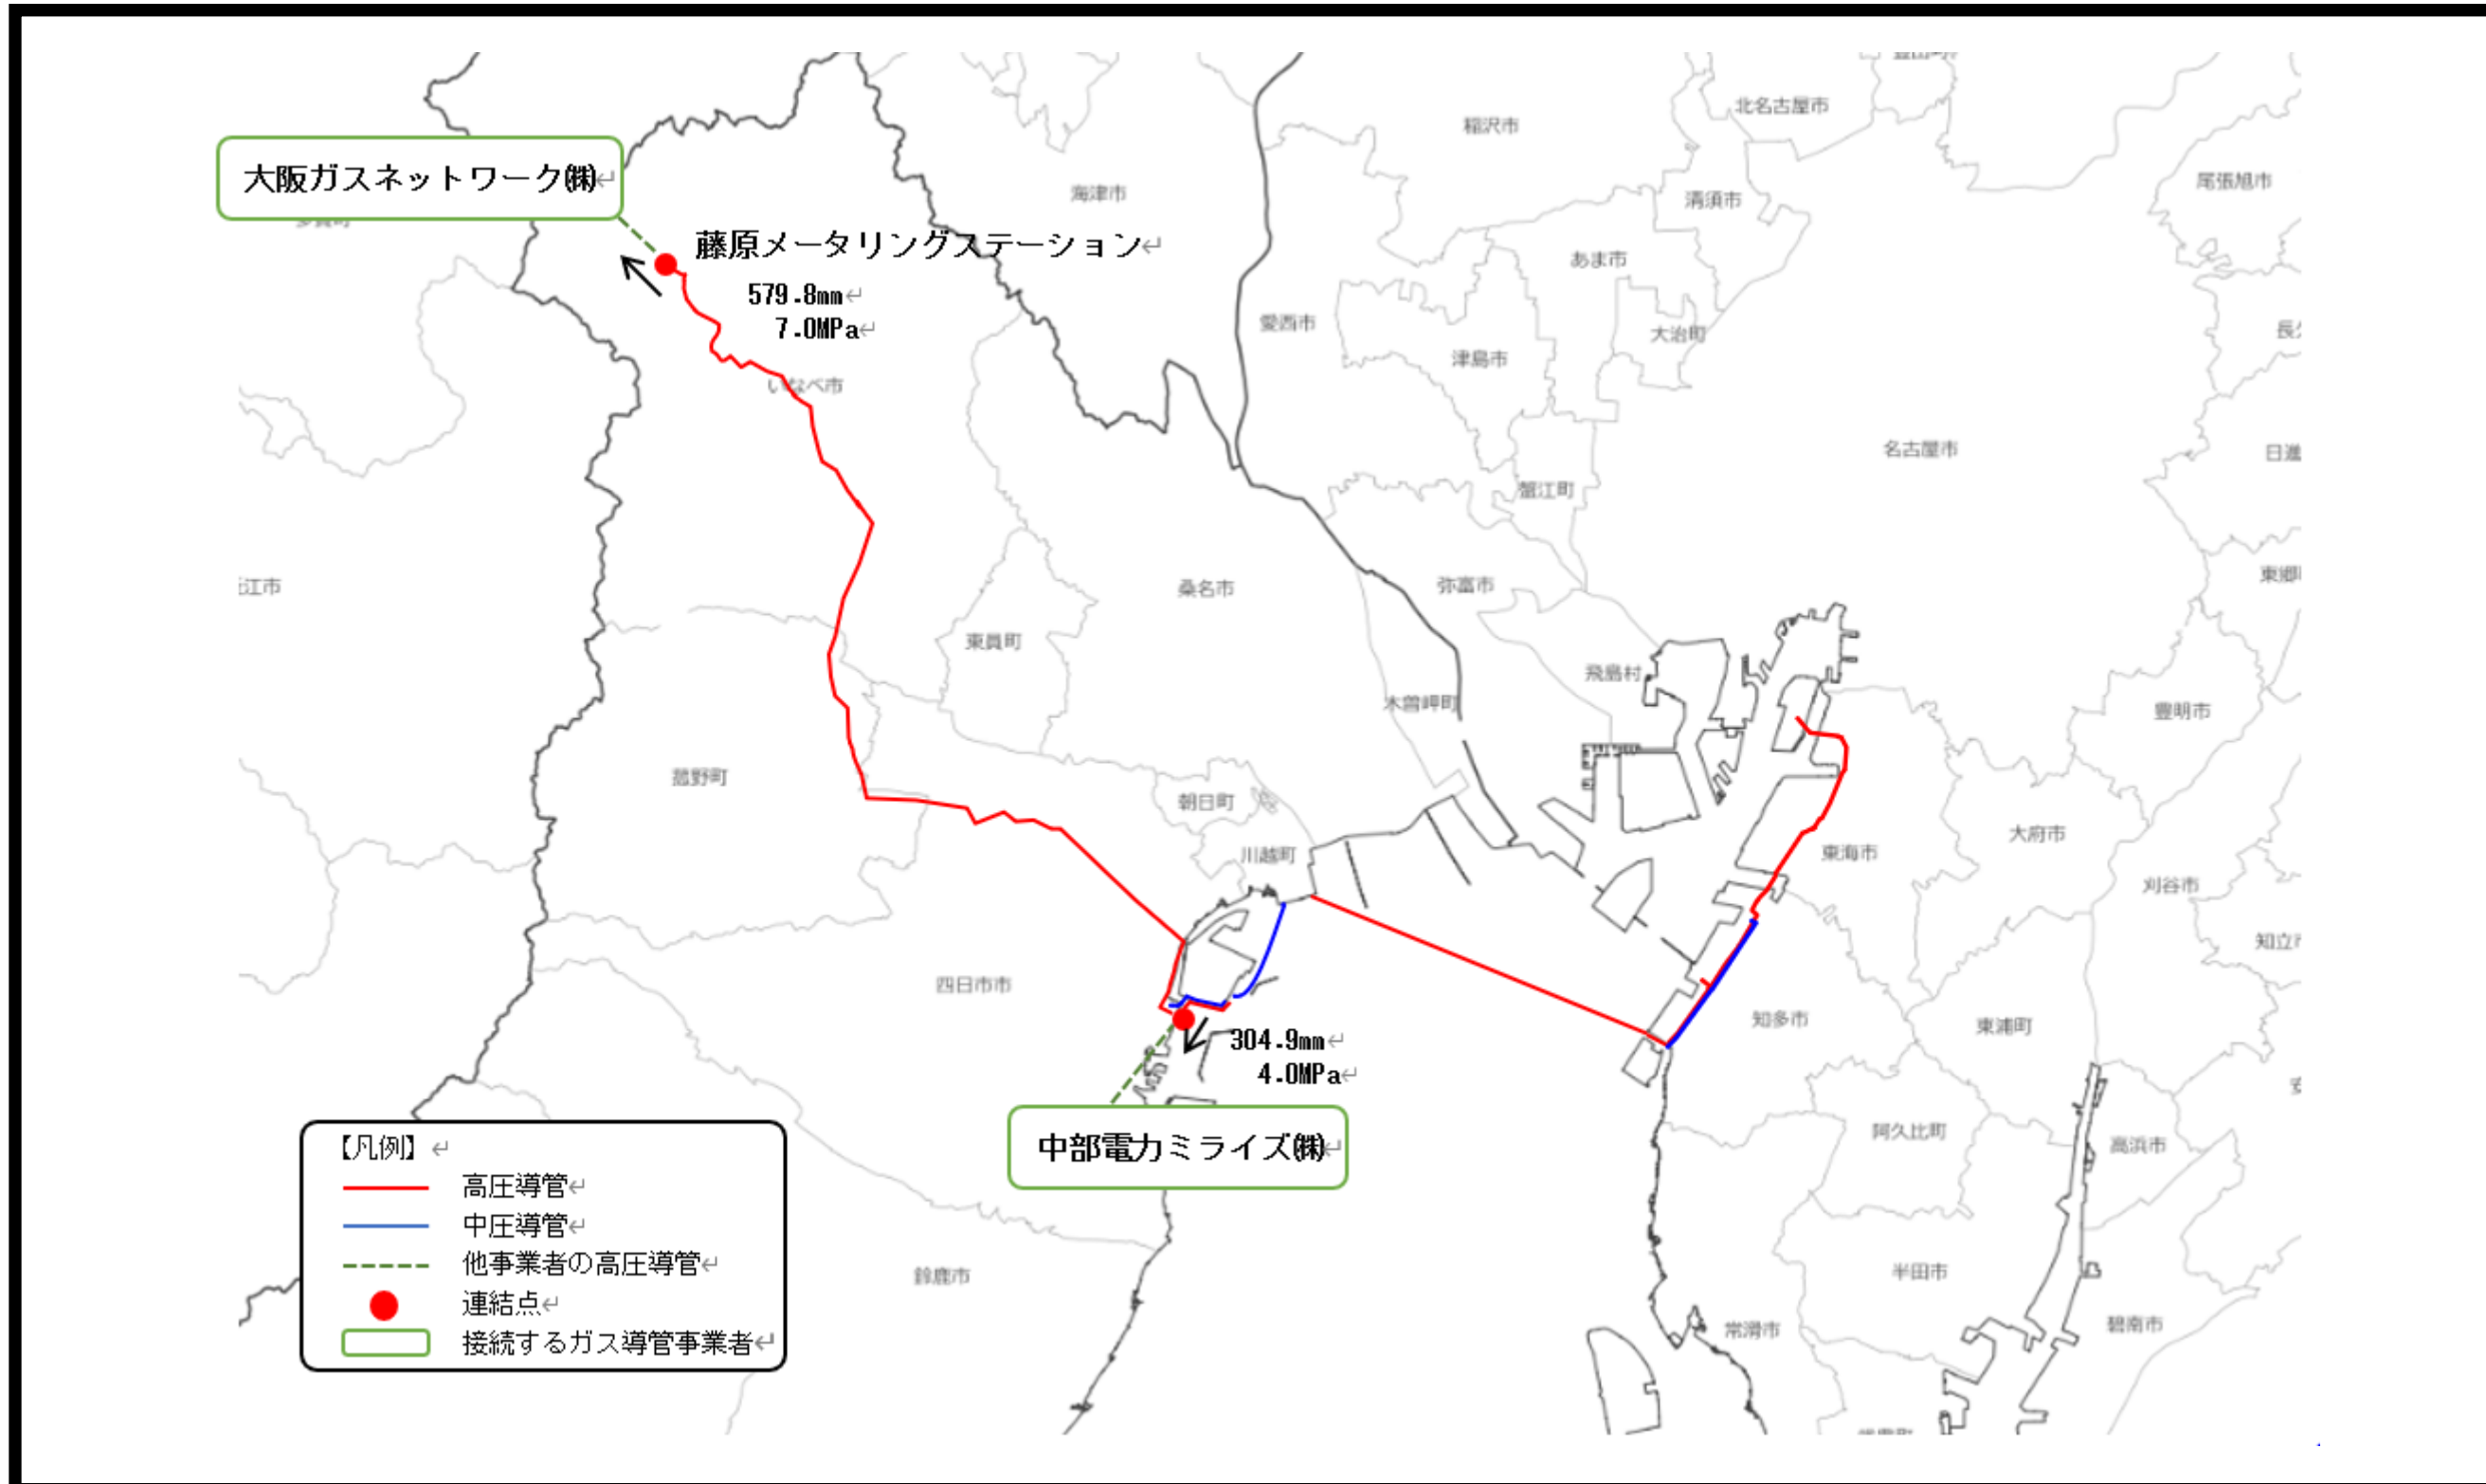 北名古屋市
稲沢市
大阪ガスネットワーク㈱
海津市
清須市
尾張旭市
藤原メータリングステーション
あま市
579.8mm
7.0MPa
愛西市
大治町
津島市
いなべ市
名古屋市
日進
蟹江町
江市
桑名市
弥富市
東郷
東員町
飛島村
木曽岬町
豊明市
菰野町
朝日町
大府市
川越町
東海市
刈谷市
知立市
四日市市
知多市
東浦町
304.9mm
4.0MPa
阿久比町
高浜市
中部電力ミライズ㈱
【凡例】
高圧導管
中圧導管
他事業者の高圧導管
連結点
接続するガス導管事業者
鈴鹿市
半田市
常滑市
碧南市